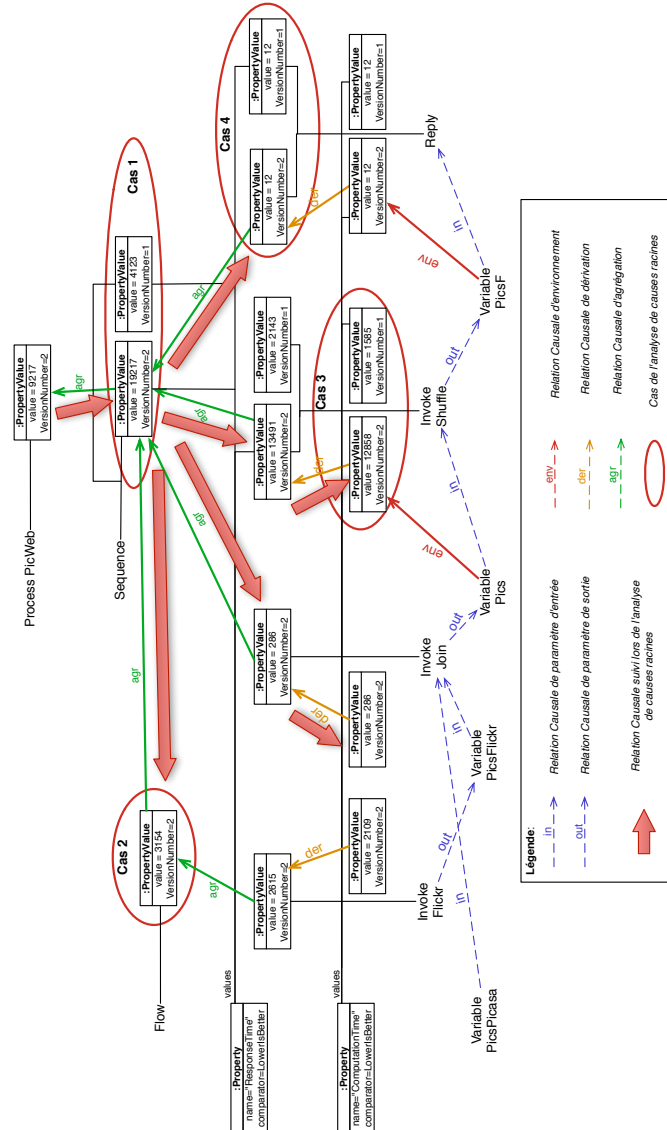 Process PicWeb
:PropertyValue
value = 9217
VersionNumber=2
agr
Cas 1
Sequence
:PropertyValue
value = 19217
VersionNumber=2
:PropertyValue
value = 4123
VersionNumber=1
agr
agr
agr
agr
Cas 2
Flow
:PropertyValue
value = 3154
VersionNumber=2
agr
Cas 4
:Property
name="ResponseTime"
comparator=LowerIsBetter
values
:PropertyValue
value = 2615
VersionNumber=2
:PropertyValue
value = 286
VersionNumber=2
:PropertyValue
value = 13491
VersionNumber=2
:PropertyValue
value = 2143
VersionNumber=1
:PropertyValue
value = 12
VersionNumber=2
:PropertyValue
value = 12
VersionNumber=1
der
der
der
der
Cas 3
:Property
name="ComputationTime"
comparator=LowerIsBetter
values
:PropertyValue
value = 2109
VersionNumber=2
:PropertyValue
value = 286
VersionNumber=2
:PropertyValue
value = 12858
VersionNumber=2
:PropertyValue
value = 1585
VersionNumber=1
:PropertyValue
value = 12
VersionNumber=2
:PropertyValue
value = 12
VersionNumber=1
env
env
Invoke
Flickr
Invoke
Join
Invoke
Shuffle
Reply
out
in
in
out
in
out
in
Variable
PicsPicasa
Variable
PicsFlickr
Variable
Pics
Variable
PicsF
Légende:
in
Relation Causale de paramètre d'entrée
out
Relation Causale de paramètre de sortie
Relation Causale suivi lors de l'analyse
de causes racines
env
Relation Causale d'environnement
der
Relation Causale de dérivation
agr
Relation Causale d'agrégation
Cas de l'analyse de causes racines